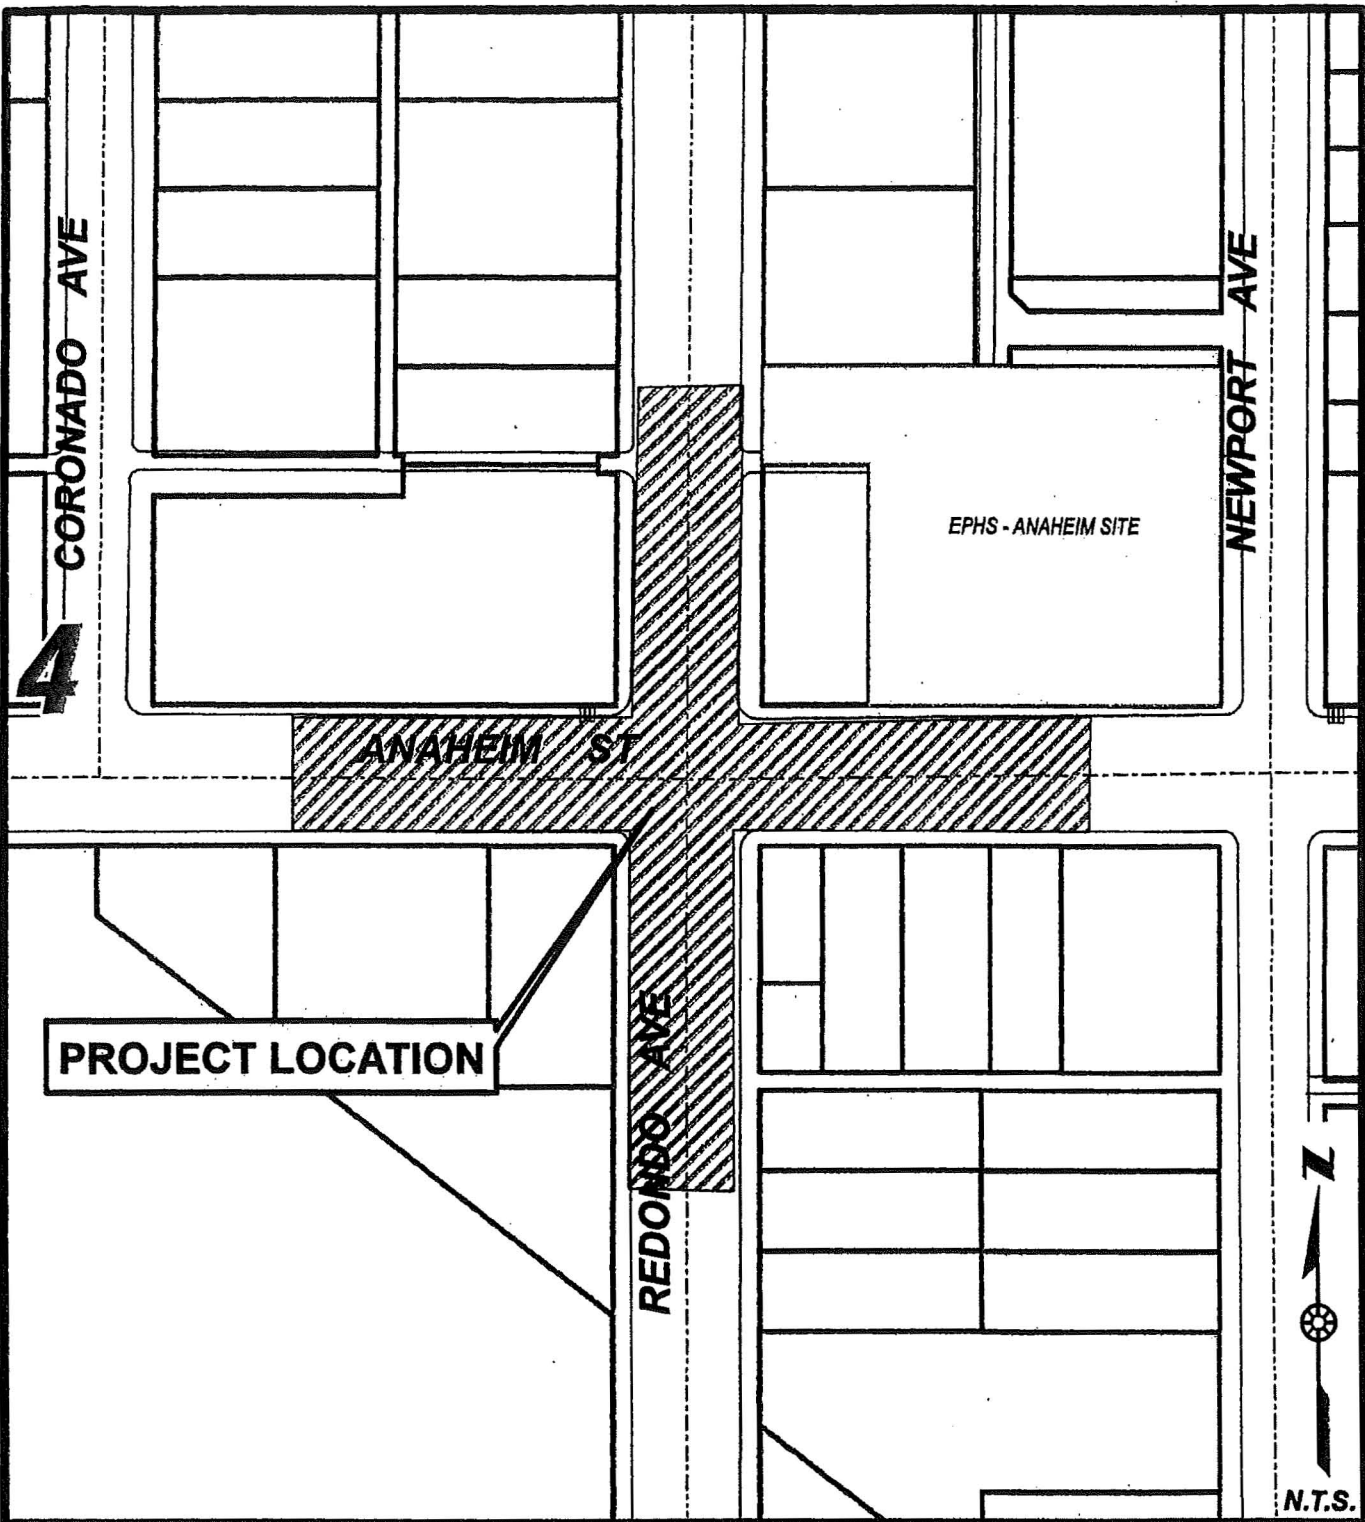 CORONADO AVE
NEWPORT AVE
EPHS - ANAHEIM SITE
4
ANAHEIM ST
PROJECT LOCATION
REDONDO AVE
Z
N.T.S.